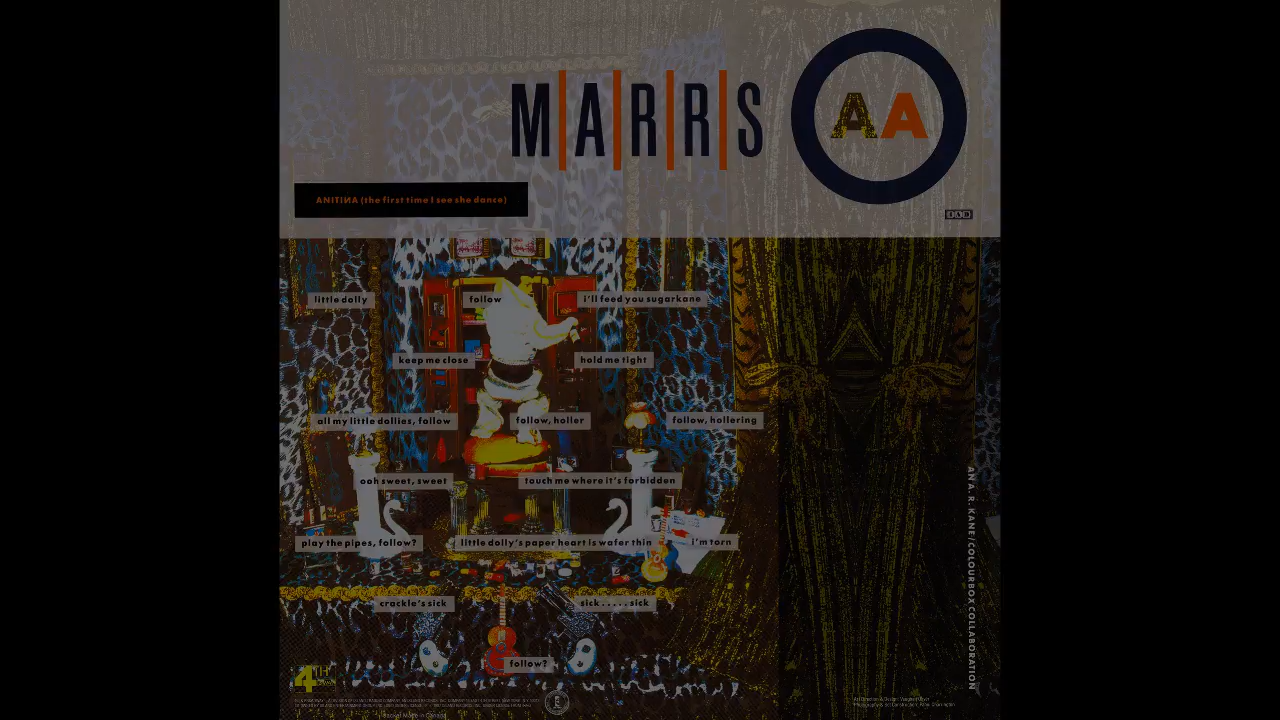 M|A|R|R|S
AA
ANITINA (the first time I see she dance)
4AD
little dolly
follow
i'll feed you sugarkane
keep me close
hold me tight
all my little dollies, follow
follow, holler
follow, hollering
ooh sweet, sweet
touch me where it's forbidden
play the pipes, follow?
little dolly's paper heart is wafer thin
i'm torn
crackle's sick
sick.....sick
follow?
AN A. R. KANE/COLOURBOX COLLABORATION
4TH